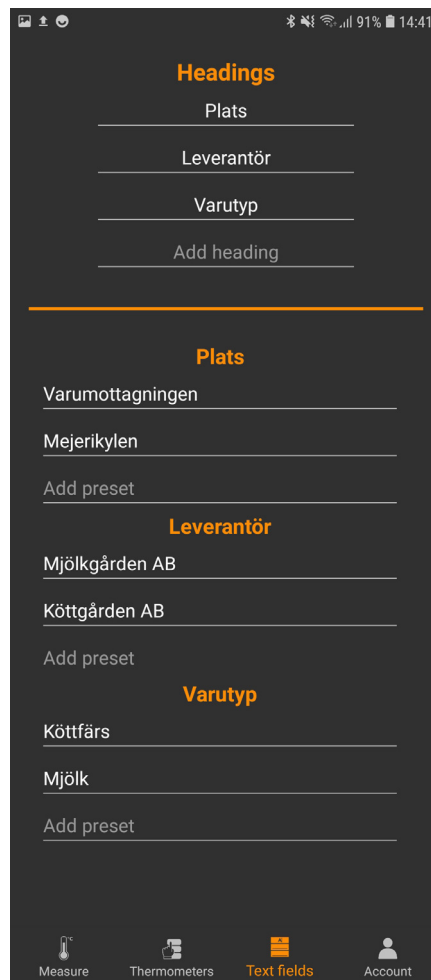 91% 14:41
Headings
Plats
Leverantör
Varutyp
Add heading
Plats
Varumottagningen
Mejerikylen
Add preset
Leverantör
Mjölkgården AB
Köttgården AB
Add preset
Varutyp
Köttfärs
Mjölk
Add preset
°C
Measure Thermometers Text fields Account